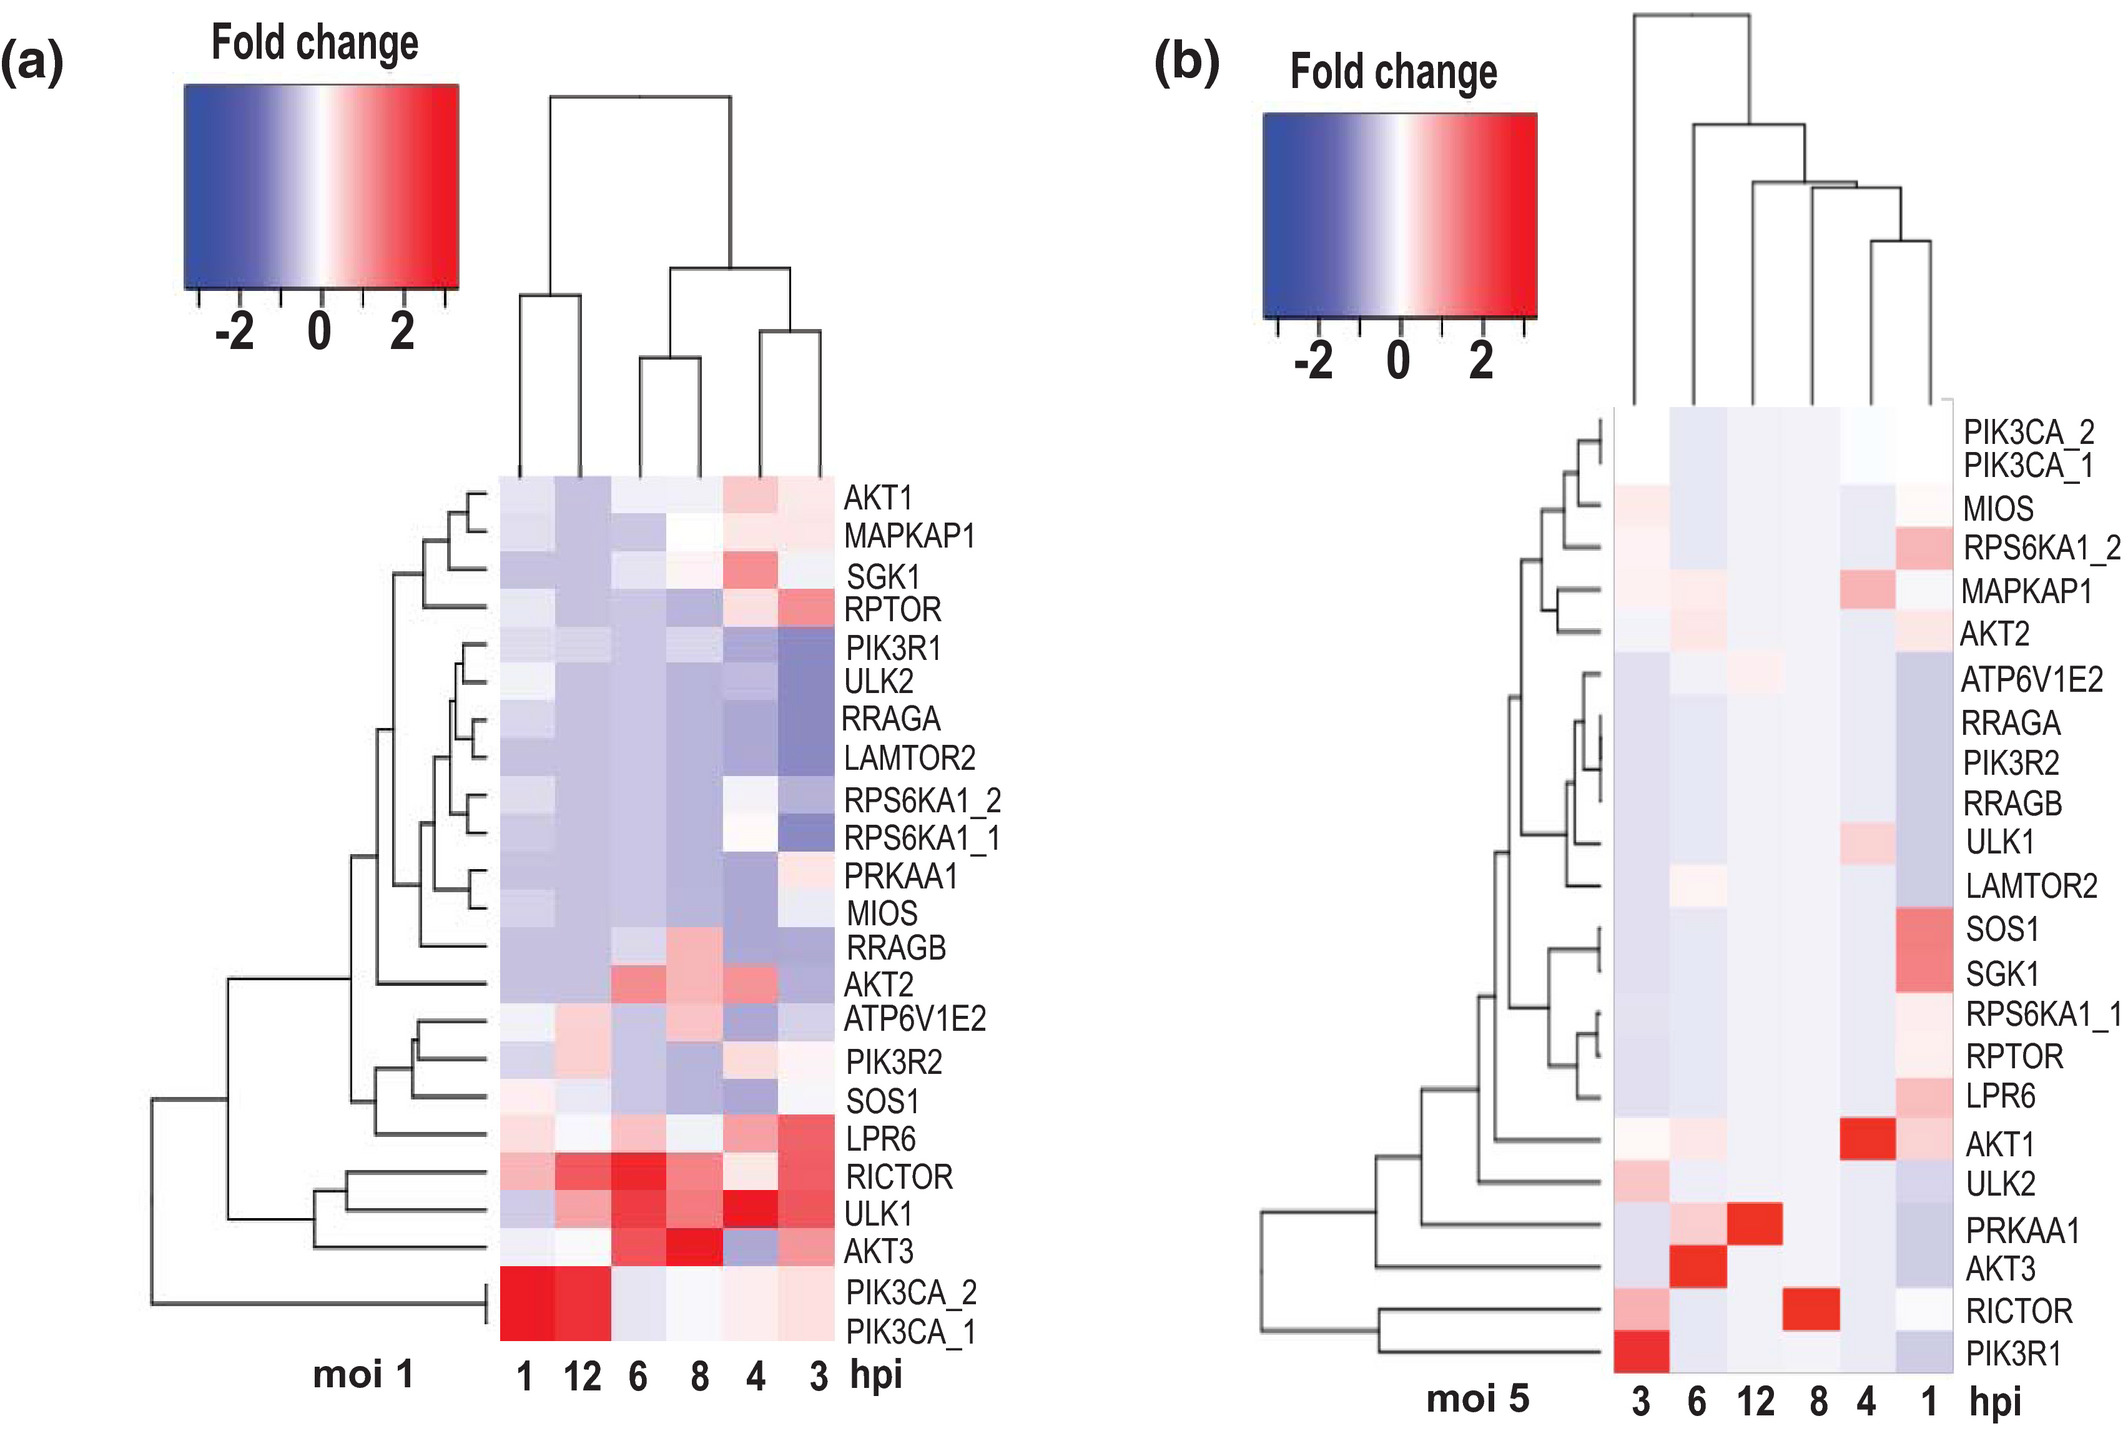 (a)
Fold change
-2 0 2
AKT1
MAPKAP1
SGK1
RPTOR
PIK3R1
ULK2
RRAGA
LAMTOR2
RPS6KA1_2
RPS6KA1_1
PRKAA1
MIOS
RRAGB
AKT2
ATP6V1E2
PIK3R2
SOS1
LPR6
RICTOR
ULK1
AKT3
PIK3CA_2
PIK3CA_1
moi 1 1 12 6 8 4 3 hpi
(b)
Fold change
-2 0 2
PIK3CA_2
PIK3CA_1
MIOS
RPS6KA1_2
MAPKAP1
AKT2
ATP6V1E2
RRAGA
PIK3R2
RRAGB
ULK1
LAMTOR2
SOS1
SGK1
RPS6KA1_1
RPTOR
LPR6
AKT1
ULK2
PRKAA1
AKT3
RICTOR
PIK3R1
moi 5 3 6 12 8 4 1 hpi